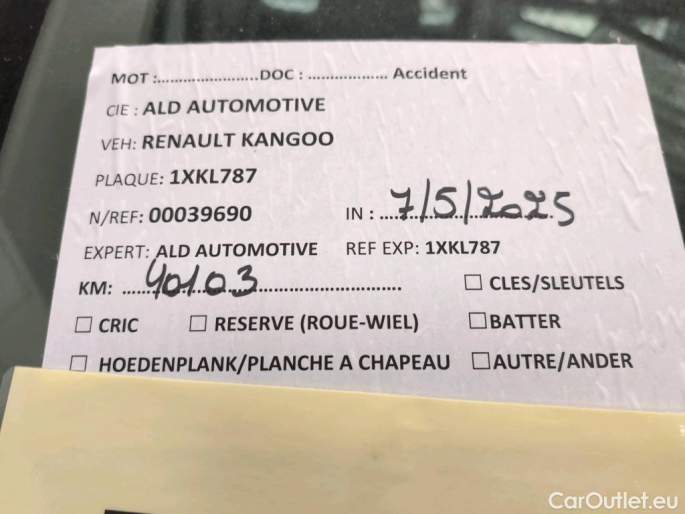 MOT :........................DOC : ................... Accident
CIE : ALD AUTOMOTIVE
VEH: RENAULT KANGOO
PLAQUE: 1XKL787
N/REF: 00039690 IN : 7/5/2025
EXPERT: ALD AUTOMOTIVE REF EXP: 1XKL787
KM: 40103
☐ CLES/SLEUTELS
☐ CRIC ☐ RESERVE (ROUE-WIEL) ☐BATTER
☐ HOEDENPLANK/PLANCHE A CHAPEAU ☐AUTRE/ANDER
CarOutlet.eu